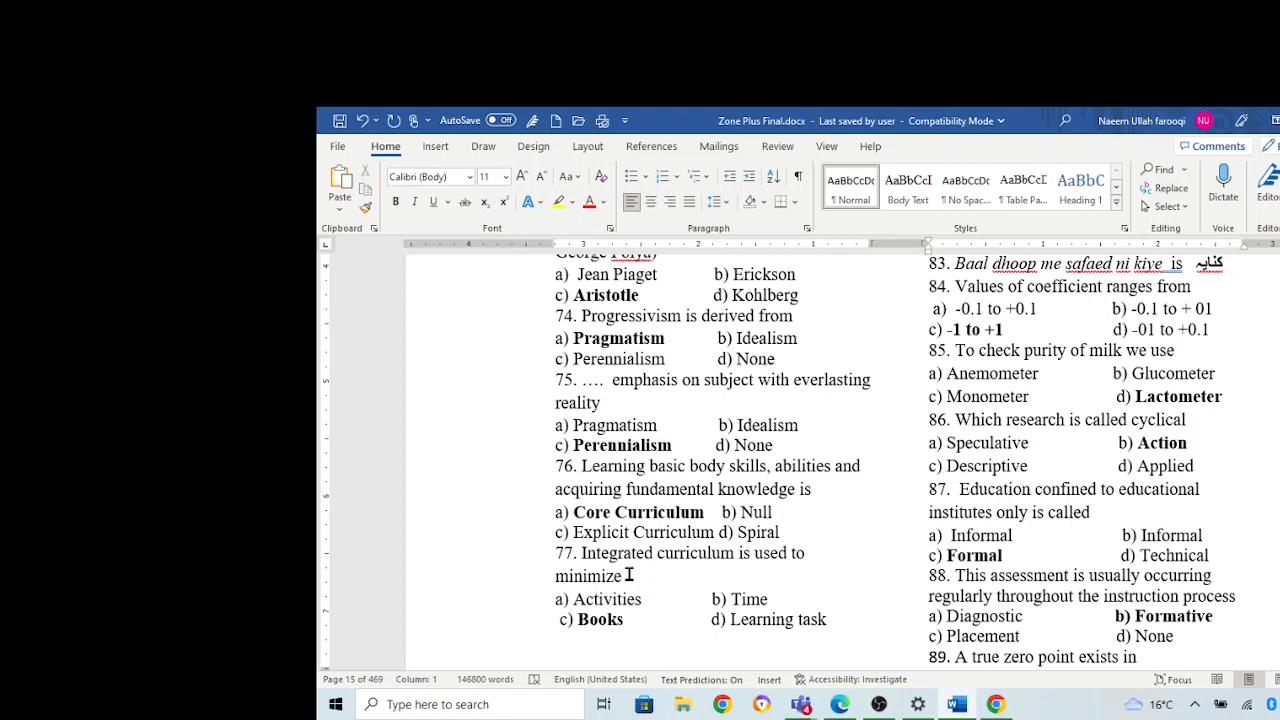 AutoSave Off
Zone Plus Final.docx - Last saved by user - Compatibility Mode
Naeem Ullah farooqi NU
File Home Insert Draw Design Layout References Mailings Review View Help
Comments
Paste
Calibri (Body) 11
AaBbCcDc AaBbCcI AaBbCcDc AaBbCcI AaBbC
¶ Normal Body Text ¶ No Spac... ¶ Table Pa... Heading 1
Find
Replace
Select
Dictate
Clipboard Font Paragraph Styles Editing Voice
George Polya)
a) Jean Piaget b) Erickson
c) Aristotle d) Kohlberg
74. Progressivism is derived from
a) Pragmatism b) Idealism
c) Perennialism d) None
75. .... emphasis on subject with everlasting
reality
a) Pragmatism b) Idealism
c) Perennialism d) None
76. Learning basic body skills, abilities and
acquiring fundamental knowledge is
a) Core Curriculum b) Null
c) Explicit Curriculum d) Spiral
77. Integrated curriculum is used to
minimize
a) Activities b) Time
c) Books d) Learning task
83. Baal dhoop me safaed ni kiye is کنایہ
84. Values of coefficient ranges from
a) -0.1 to +0.1 b) -0.1 to + 01
c) -1 to +1 d) -01 to +0.1
85. To check purity of milk we use
a) Anemometer b) Glucometer
c) Monometer d) Lactometer
86. Which research is called cyclical
a) Speculative b) Action
c) Descriptive d) Applied
87. Education confined to educational
institutes only is called
a) Informal b) Informal
c) Formal d) Technical
88. This assessment is usually occurring
regularly throughout the instruction process
a) Diagnostic b) Formative
c) Placement d) None
89. A true zero point exists in
Page 15 of 469 Column: 1 146800 words English (United States) Text Predictions: On Insert Accessibility: Investigate Focus
Type here to search
16°C